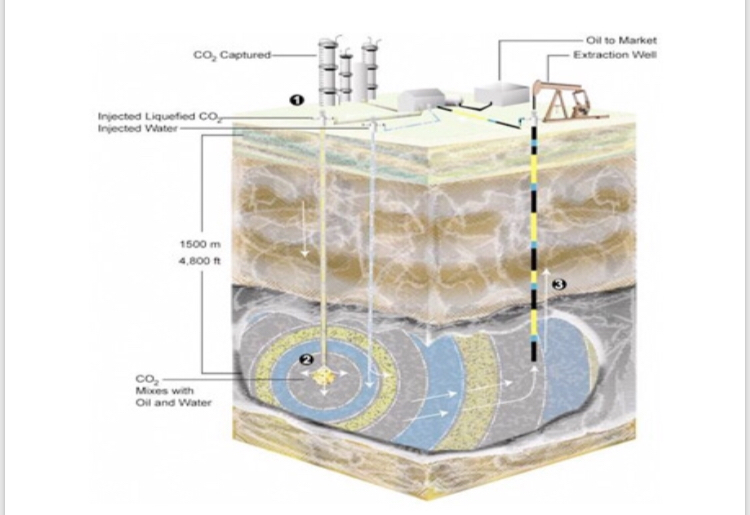 CO₂ Captured
Oil to Market
Extraction Well
1
Injected Liquefied CO₂
Injected Water
1500 m
4,800 ft
3
2
CO₂
Mixes with
Oil and Water